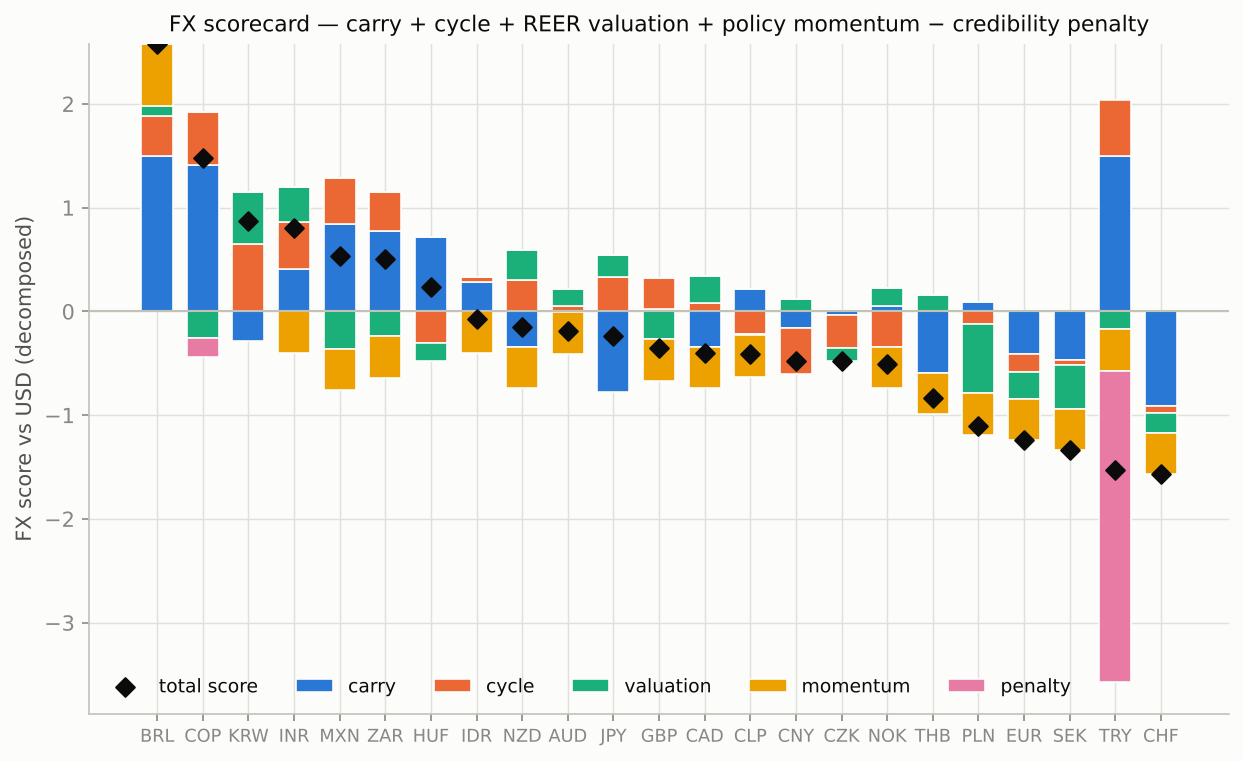 FX scorecard — carry + cycle + REER valuation + policy momentum − credibility penalty
FX score vs USD (decomposed)
2
1
0
−1
−2
−3
total score carry cycle valuation momentum penalty
BRL COP KRW INR MXN ZAR HUF IDR NZD AUD JPY GBP CAD CLP CNY CZK NOK THB PLN EUR SEK TRY CHF